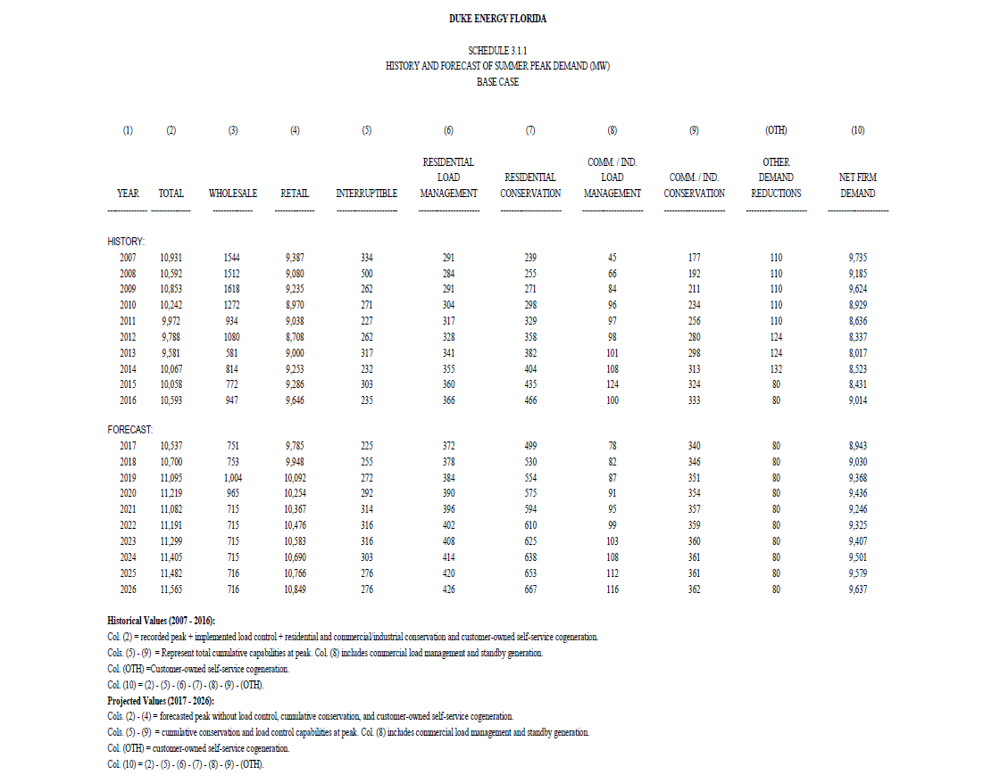 DUKE ENERGY FLORIDA
SCHEDULE 3.1.1
HISTORY AND FORECAST OF SUMMER PEAK DEMAND (MW)
BASE CASE
(1) (2) (3) (4) (5) (6) (7) (8) (9) (OTH) (10)
RESIDENTIAL COMM. / IND. OTHER
LOAD RESIDENTIAL LOAD COMM. / IND. DEMAND NET FIRM
YEAR TOTAL WHOLESALE RETAIL INTERRUPTIBLE MANAGEMENT CONSERVATION MANAGEMENT CONSERVATION REDUCTIONS DEMAND
HISTORY:
2007 10,931 1544 9,387 334 291 239 45 177 110 9,735
2008 10,592 1512 9,080 500 284 255 66 192 110 9,185
2009 10,853 1618 9,235 262 291 271 84 211 110 9,624
2010 10,242 1272 8,970 271 304 298 96 234 110 8,929
2011 9,972 934 9,038 227 317 329 97 256 110 8,636
2012 9,788 1080 8,708 262 328 358 98 280 124 8,337
2013 9,581 581 9,000 317 341 382 101 298 124 8,017
2014 10,067 814 9,253 232 355 404 108 313 132 8,523
2015 10,058 772 9,286 303 360 435 124 324 80 8,431
2016 10,593 947 9,646 235 366 466 100 333 80 9,014
FORECAST:
2017 10,537 751 9,785 225 372 499 78 340 80 8,943
2018 10,700 753 9,948 255 378 530 82 346 80 9,030
2019 11,095 1,004 10,092 272 384 554 87 351 80 9,368
2020 11,219 965 10,254 292 390 575 91 354 80 9,436
2021 11,082 715 10,367 314 396 594 95 357 80 9,246
2022 11,191 715 10,476 316 402 610 99 359 80 9,325
2023 11,299 715 10,583 316 408 625 103 360 80 9,407
2024 11,405 715 10,690 303 414 638 108 361 80 9,501
2025 11,482 716 10,766 276 420 653 112 361 80 9,579
2026 11,565 716 10,849 276 426 667 116 362 80 9,637
Historical Values (2007 - 2016):
Col. (2) = recorded peak + implemented load control + residential and commercial/industrial conservation and customer-owned self-service cogeneration.
Cols. (5) - (9) = Represent total cumulative capabilities at peak. Col. (8) includes commercial load management and standby generation.
Col. (OTH) =Customer-owned self-service cogeneration.
Col. (10) = (2) - (5) - (6) - (7) - (8) - (9) - (OTH).
Projected Values (2017 - 2026):
Cols. (2) - (4) = forecasted peak without load control, cumulative conservation, and customer-owned self-service cogeneration.
Cols. (5) - (9) = cumulative conservation and load control capabilities at peak. Col. (8) includes commercial load management and standby generation.
Col. (OTH) = customer-owned self-service cogeneration.
Col. (10) = (2) - (5) - (6) - (7) - (8) - (9) - (OTH).